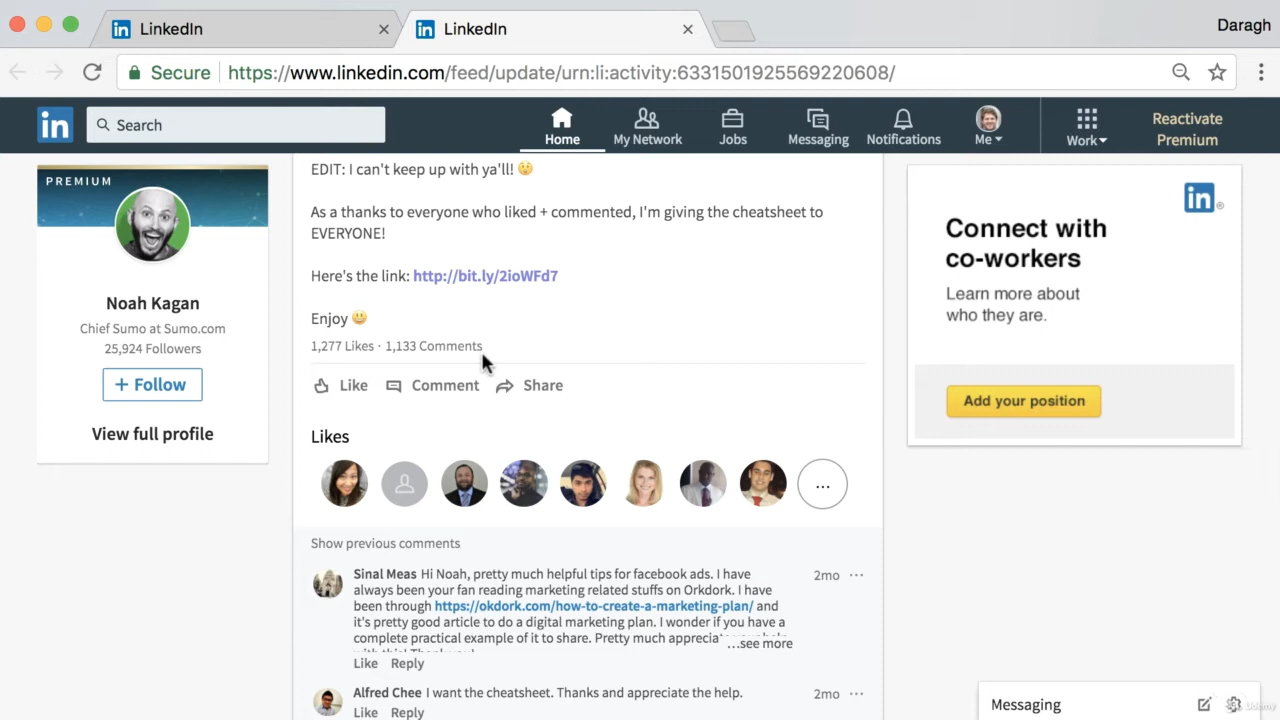 LinkedIn
LinkedIn
Daragh
Secure
https://www.linkedin.com/feed/update/urn:li:activity:6331501925569220608/
in
Search
Home
My Network
Jobs
Messaging
Notifications
Me
Work
Reactivate
Premium
PREMIUM
Noah Kagan
Chief Sumo at Sumo.com
25,924 Followers
+ Follow
View full profile
EDIT: I can't keep up with ya'll! 
As a thanks to everyone who liked + commented, I'm giving the cheatsheet to
EVERYONE!
Here's the link: http://bit.ly/2ioWFd7
Enjoy
1,277 Likes · 1,133 Comments
Like
Comment
Share
Likes
...
Show previous comments
Sinal Meas Hi Noah, pretty much helpful tips for facebook ads. I have
always been your fan reading marketing related stuffs on Orkdork. I have
been through https://okdork.com/how-to-create-a-marketing-plan/ and
it's pretty good article to do a digital marketing plan. I wonder if you have a
complete practical example of it to share. Pretty much
...see more
2mo
Like Reply
Alfred Chee I want the cheatsheet. Thanks and appreciate the help.
2mo
Like Reply
in
Connect with
co-workers
Learn more about
who they are.
Add your position
Messaging
Udemy